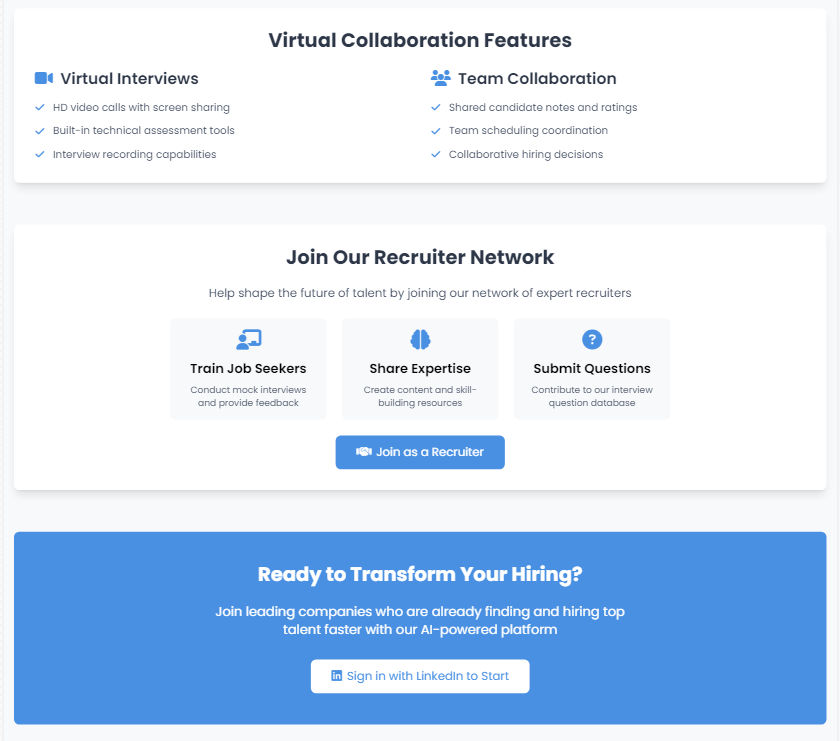 Virtual Collaboration Features
Virtual Interviews
HD video calls with screen sharing
Built-in technical assessment tools
Interview recording capabilities
Team Collaboration
Shared candidate notes and ratings
Team scheduling coordination
Collaborative hiring decisions
Join Our Recruiter Network
Help shape the future of talent by joining our network of expert recruiters
Train Job Seekers
Conduct mock interviews
and provide feedback
Share Expertise
Create content and skill-
building resources
Submit Questions
Contribute to our interview
question database
Join as a Recruiter
Ready to Transform Your Hiring?
Join leading companies who are already finding and hiring top
talent faster with our AI-powered platform
Sign in with LinkedIn to Start